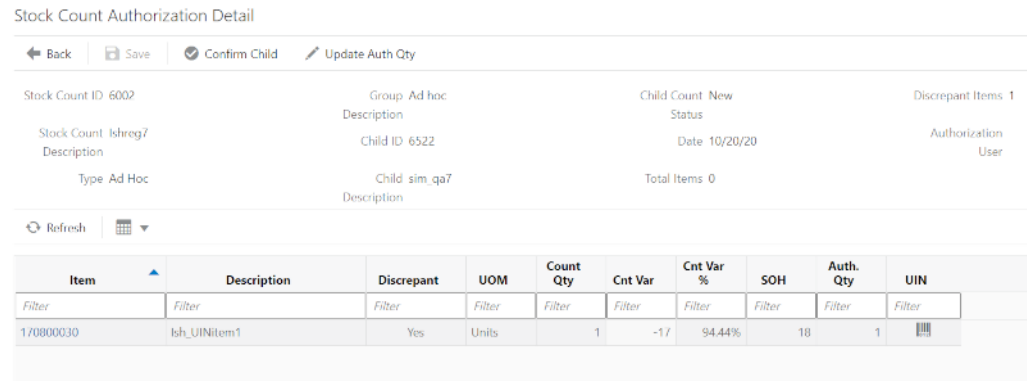 Stock Count Authorization Detail
Back Save Confirm Child Update Auth Qty
Stock Count ID 6002 Group Description Ad hoc Child Count Status New Discrepant Items 1
Stock Count Description Ishreg7 Child ID 6522 Date 10/20/20 Authorization User
Type Ad Hoc Child Description sim_qa7 Total Items 0
Refresh
Item Description Discrepant UOM Count Qty Cnt Var Cnt Var % SOH Auth. Qty UIN
Filter Filter Filter Filter Filter Filter Filter Filter Filter Filter
170800030 Ish_UINitem1 Yes Units 1 -17 94.44% 18 1